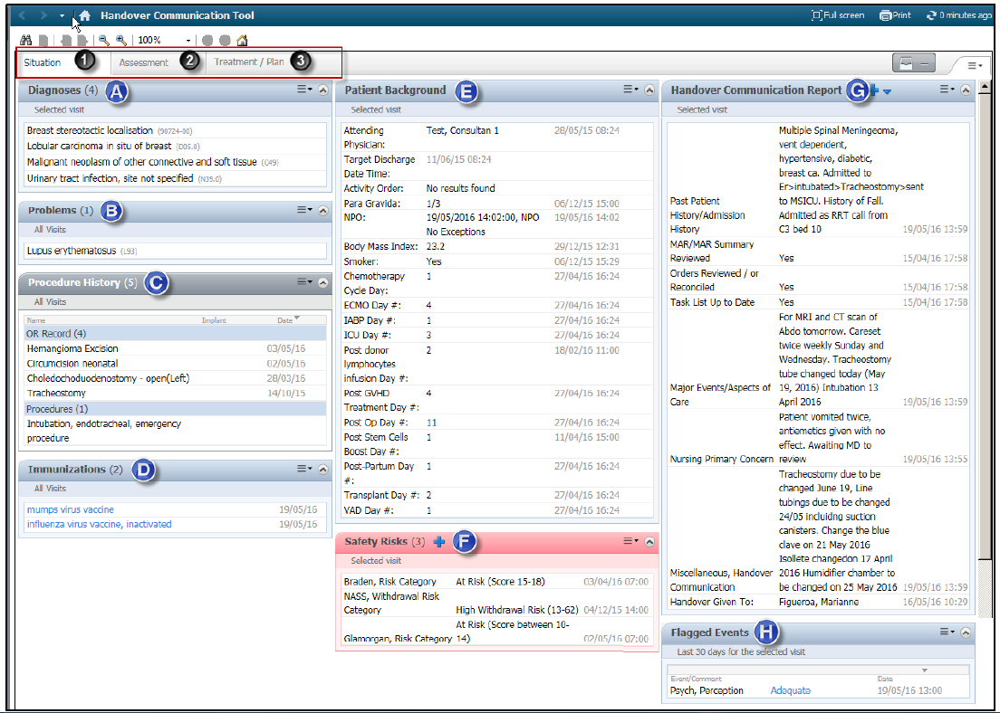 Handover Communication Tool
Full screen Print 0 minutes ago
100%
Situation 1 Assessment 2 Treatment / Plan 3
Diagnoses (4) A
Selected visit
Breast stereotactic localisation (90724-00)
Lobular carcinoma in situ of breast (D05.0)
Malignant neoplasm of other connective and soft tissue (C49)
Urinary tract infection, site not specified (N39.0)
Problems (1) B
All Visits
Lupus erythematosus (L93)
Procedure History (5) C
All Visits
Name Implant Date
OR Record (4)
Hemangioma Excision 03/05/16
Circumcision neonatal 02/05/16
Choledochoduodenostomy - open(Left) 28/03/16
Tracheostomy 14/10/15
Procedures (1)
Intubation, endotracheal, emergency
procedure
Immunizations (2) D
All Visits
mumps virus vaccine 19/05/16
influenza virus vaccine, inactivated 19/05/16
Patient Background E
Selected visit
Attending Test, Consultan 1 28/05/15 08:24
Physician:
Target Discharge 11/06/15 08:24
Date Time:
Activity Order: No results found
Para Gravida: 1/3 06/12/15 15:00
NPO: 19/05/2016 14:02:00, NPO 19/05/16 14:02
No Exceptions
Body Mass Index: 23.2 29/12/15 12:31
Smoker: Yes 06/12/15 15:29
Chemotherapy 1 27/04/16 16:24
Cycle Day:
ECMO Day #: 4 27/04/16 16:24
IABP Day #: 1 27/04/16 16:24
ICU Day #: 3 27/04/16 16:24
Post donor 2 18/02/16 11:00
lymphocytes
infusion Day #:
Post GVHD 4 27/04/16 16:24
Treatment Day #:
Post Op Day #: 11 27/04/16 16:24
Post Stem Cells 1 11/04/16 15:00
Boost Day #:
Post-Partum Day 1 27/04/16 16:24
#:
Transplant Day #: 2 27/04/16 16:24
VAD Day #: 1 27/04/16 16:24
Safety Risks (3) F
Selected visit
Braden, Risk Category At Risk (Score 15-18) 03/04/16 07:00
NASS, Withdrawal Risk
Category High Withdrawal Risk (13-62) 04/12/15 14:00
At Risk (Score between 10-
Glamorgan, Risk Category 14) 02/05/16 07:00
Handover Communication Report G
Selected visit
Multiple Spinal Meningeoma,
vent dependent,
hypertensive, diabetic,
breast ca. Admitted to
Er>intubated>Tracheostomy>sent
Past Patient to MSICU. History of Fall.
History/Admission Admitted as RRT call from
History C3 bed 10 19/05/16 13:59
MAR/MAR Summary
Reviewed Yes 15/04/16 17:58
Orders Reviewed / or
Reconciled Yes 15/04/16 17:58
Task List Up to Date Yes 15/04/16 17:58
For MRI and CT scan of
Abdo tomorrow. Careset
twice weekly Sunday and
Wednesday. Tracheostomy
tube changed today (May
Major Events/Aspects of 19, 2016) Intubation 13
Care April 2016 19/05/16 13:59
Patient vomited twice,
antiemetics given with no
effect. Awaiting MD to
Nursing Primary Concern review 19/05/16 13:55
Tracheostomy due to be
changed June 19, Line
tubings due to be changed
24/05 incluidng suction
canisters. Change the blue
clave on 21 May 2016
Isollete changedon 17 April
Miscellaneous, Handover 2016 Humidifier chamber to
Communication be changed on 25 May 2016 19/05/16 13:59
Handover Given To: Figueroa, Marianne 16/05/16 10:29
Flagged Events H
Last 30 days for the selected visit
Event/Comment Date
Psych, Perception Adequate 19/05/16 13:00